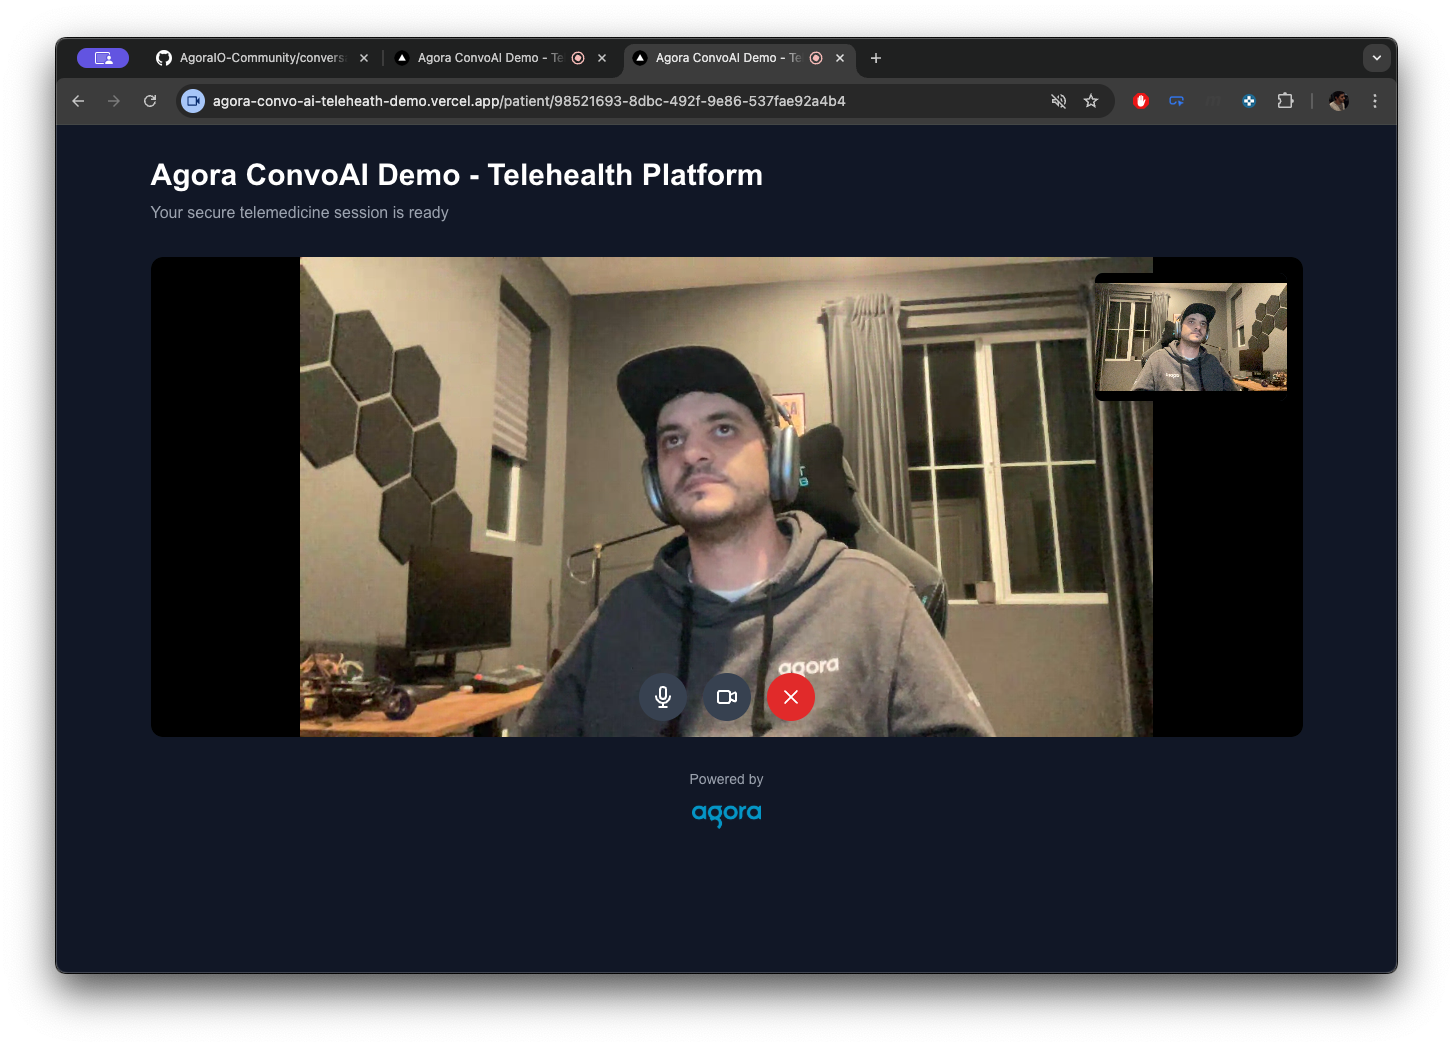 AgoraIO-Community/convers
Agora ConvoAI Demo - Te
Agora ConvoAI Demo - Te
agora-convo-ai-teleheath-demo.vercel.app/patient/98521693-8dbc-492f-9e86-537fae92a4b4
Agora ConvoAI Demo - Telehealth Platform
Your secure telemedicine session is ready
agora
Powered by
agora